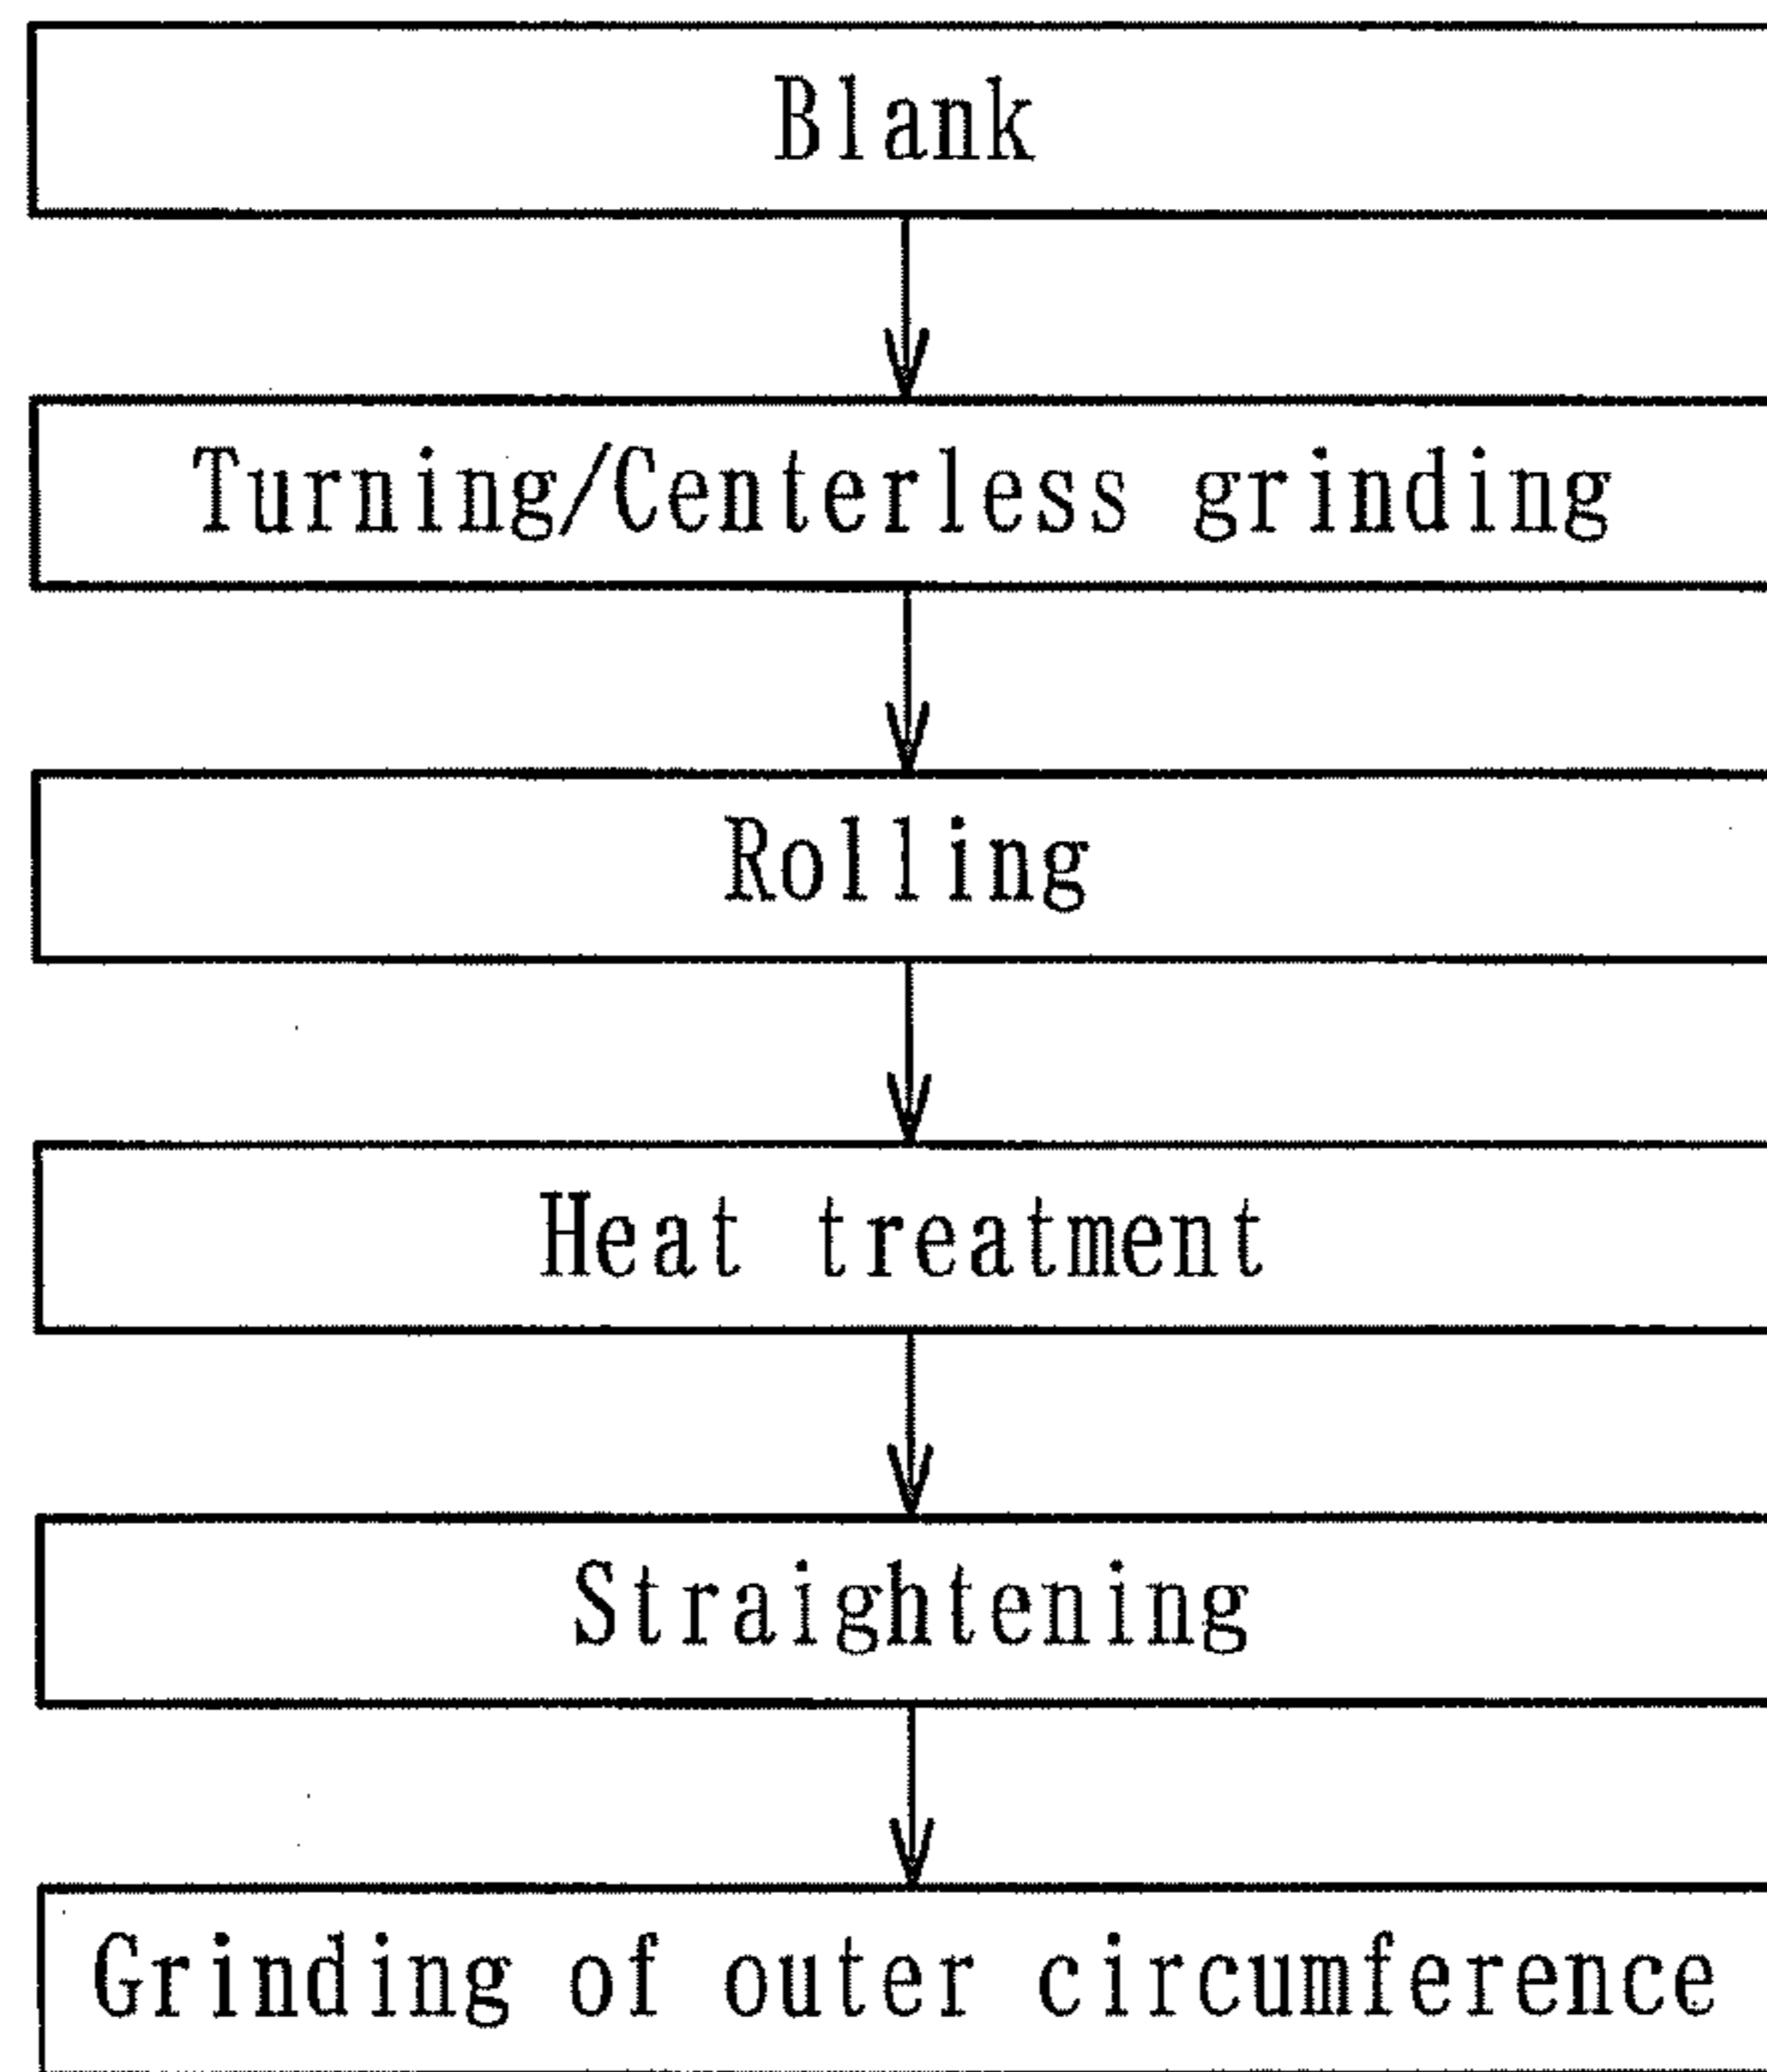 Blank
Turning/Centerless grinding
Rolling
Heat treatment
Straightening
Grinding of outer circumference